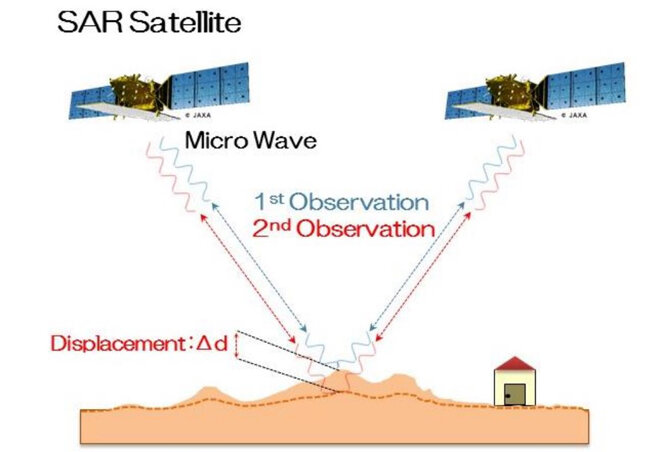 SAR Satellite
© JAXA
© JAXA
Micro Wave
1st Observation
2nd Observation
Displacement:Δd